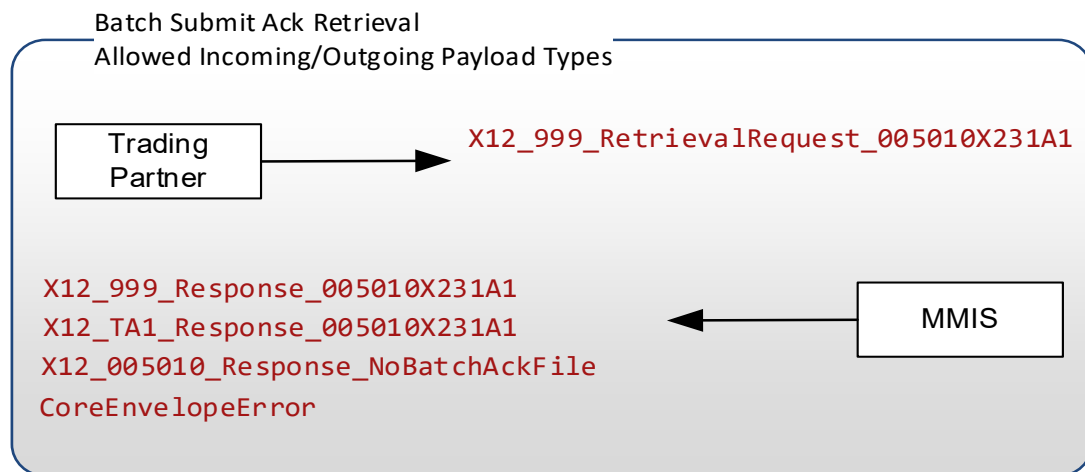 Batch Submit Ack Retrieval
Allowed Incoming/Outgoing Payload Types
Trading
Partner
X12_999_RetrievalRequest_005010X231A1
X12_999_Response_005010X231A1
X12_TA1_Response_005010X231A1
X12_005010_Response_NoBatchAckFile
CoreEnvelopeError
MMIS